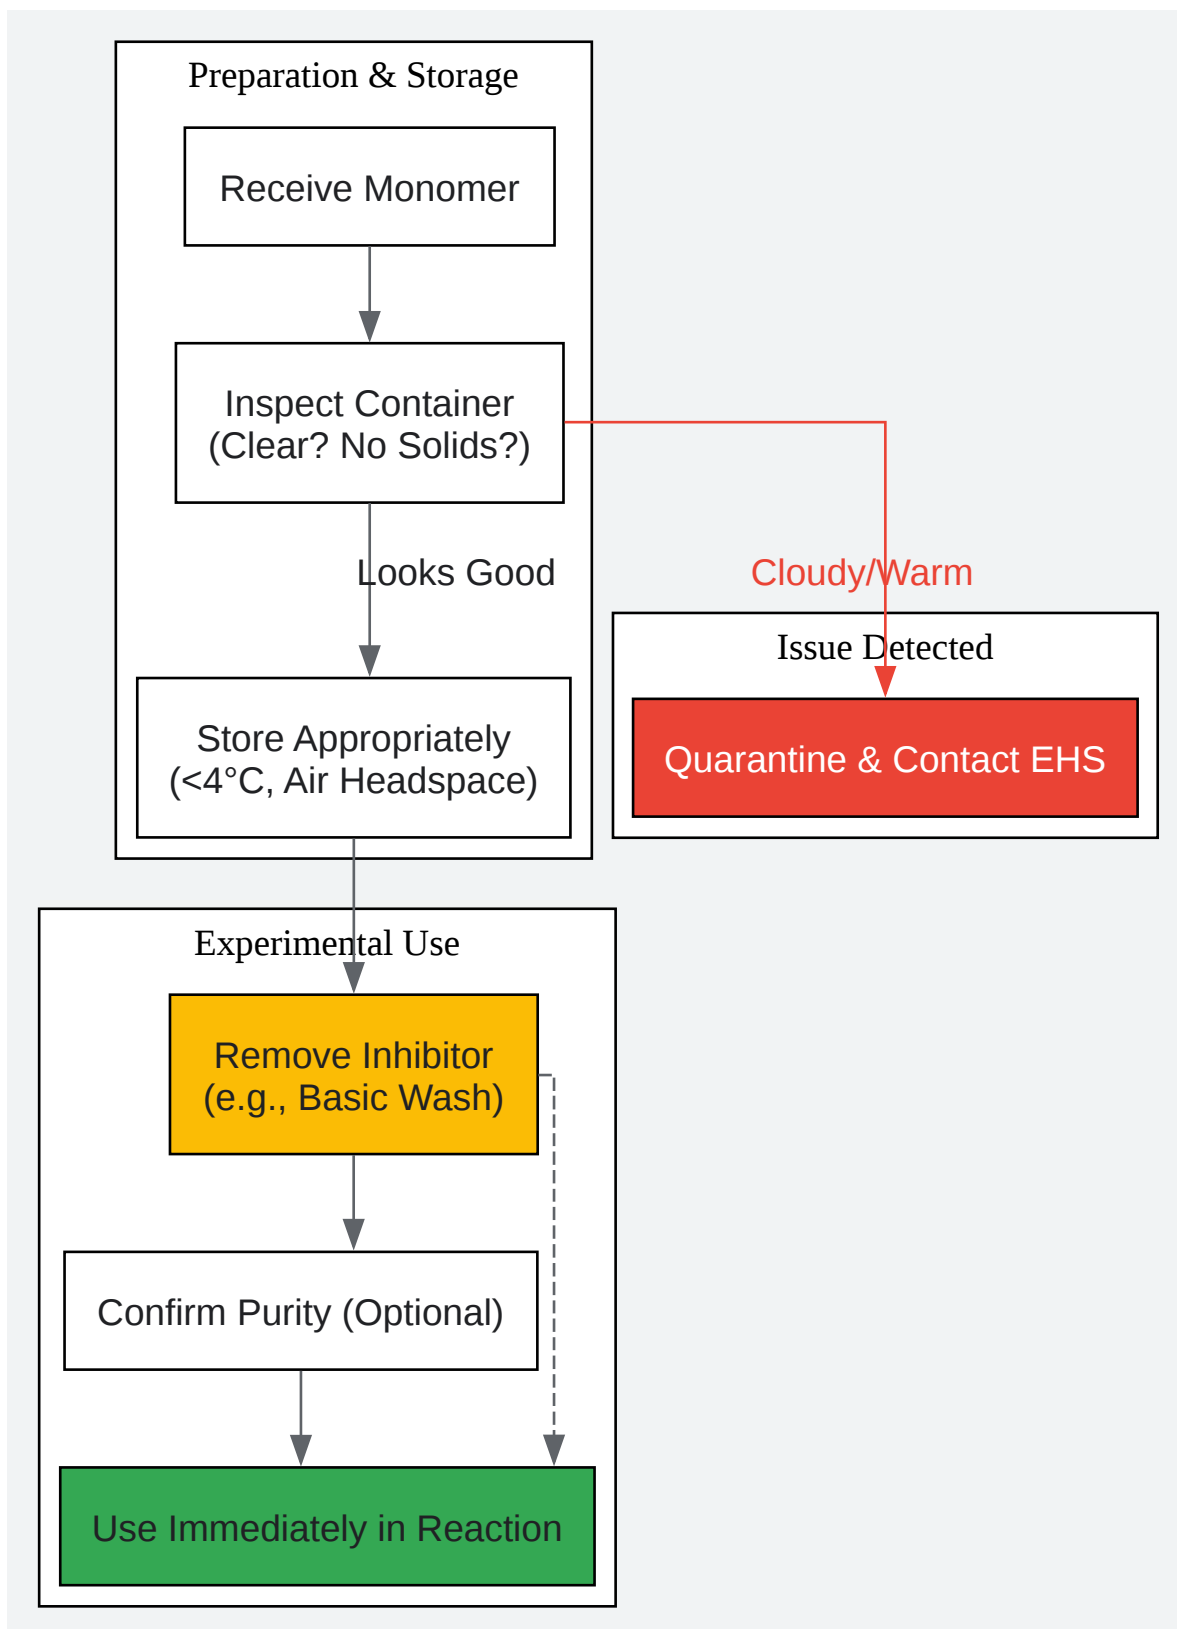 Preparation & Storage
Receive Monomer
Inspect Container
(Clear? No Solids?)
Looks Good
Cloudy/Warm
Issue Detected
Store Appropriately
(<4°C, Air Headspace)
Quarantine & Contact EHS
Experimental Use
Remove Inhibitor
(e.g., Basic Wash)
Confirm Purity (Optional)
Use Immediately in Reaction